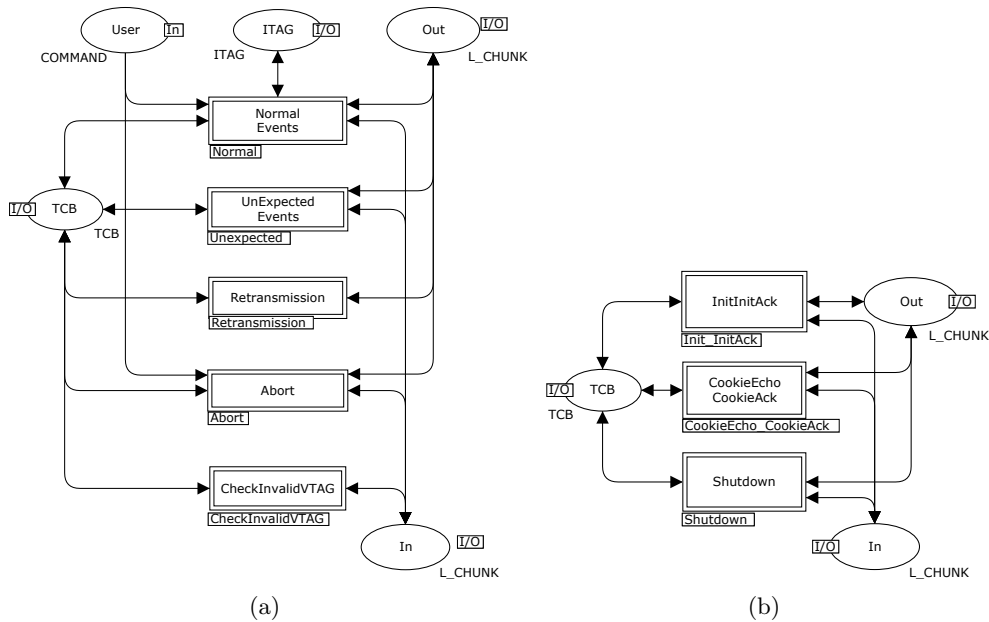 User
In
COMMAND
ITAG
I/O
ITAG
Out
I/O
L_CHUNK
Normal
Events
Normal
I/O
TCB
TCB
UnExpected
Events
Unexpected
Retransmission
Retransmission
Abort
Abort
CheckInvalidVTAG
CheckInvalidVTAG
In
I/O
L_CHUNK
(a)
InitInitAck
Init_InitAck
Out
I/O
L_CHUNK
I/O
TCB
TCB
CookieEcho
CookieAck
CookieEcho_CookieAck
Shutdown
Shutdown
I/O
In
L_CHUNK
(b)